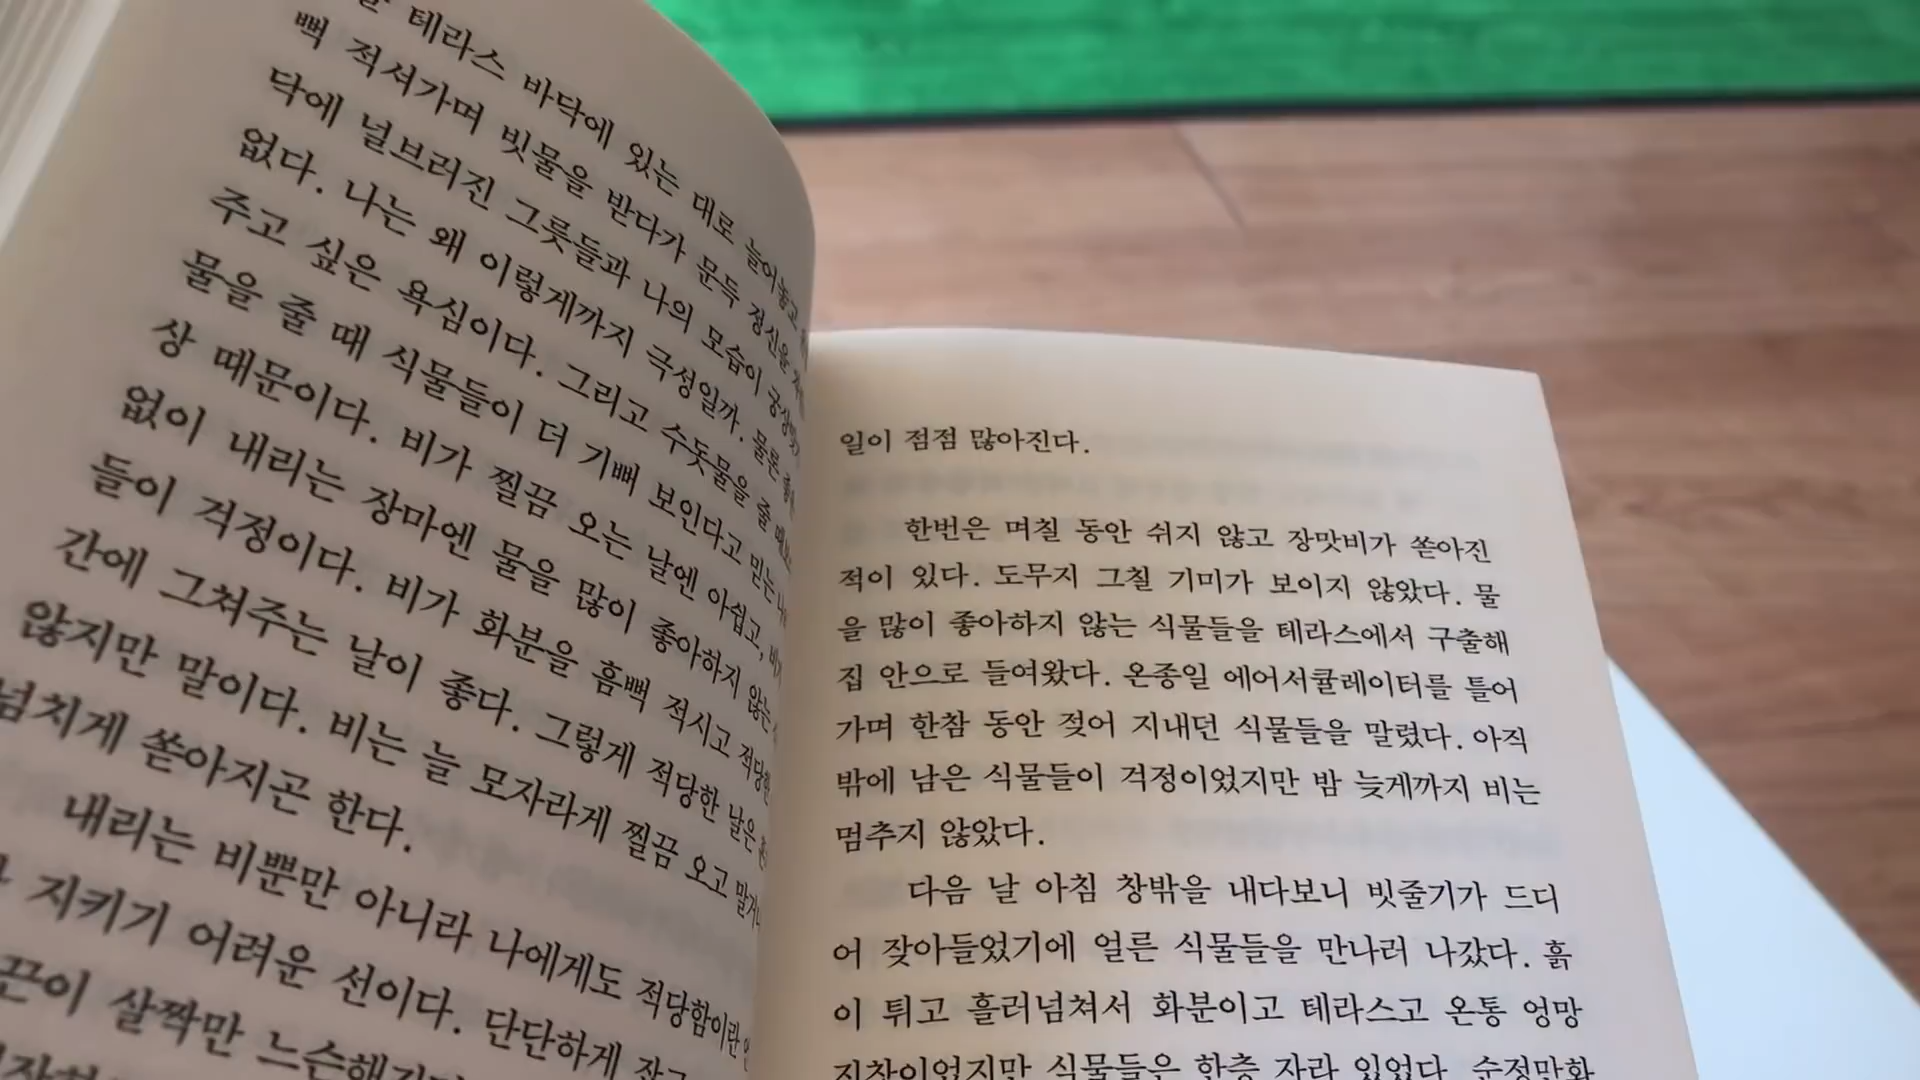 테라스 바닥에 있는 대로 늘어놓고
뻑 적셔가며 빗물을 받다가 문득 정신을
닥에 널브러진 그릇들과 나의 모습이
없다. 나는 왜 이렇게까지 극성일까. 물론
주고 싶은 욕심이다. 그리고 수돗물을 줄
물을 줄 때 식물들이 더 기뻐 보인다고 믿는
상 때문이다. 비가 찔끔 오는 날엔 아쉽고,
없이 내리는 장마엔 물을 많이 좋아하지 않는
들이 걱정이다. 비가 화분을 흠뻑 적시고 적당한
간에 그쳐주는 날이 좋다. 그렇게 적당한 날은
않지만 말이다. 비는 늘 모자라게 찔끔 오고
넘치게 쏟아지곤 한다.
내리는 비뿐만 아니라 나에게도 적당함이란
지키기 어려운 선이다. 단단하게
끈이 살짝만
일이 점점 많아진다.
한번은 며칠 동안 쉬지 않고 장맛비가 쏟아진
적이 있다. 도무지 그칠 기미가 보이지 않았다. 물
을 많이 좋아하지 않는 식물들을 테라스에서 구출해
집 안으로 들여왔다. 온종일 에어서큘레이터를 틀어
가며 한참 동안 젖어 지내던 식물들을 말렸다. 아직
밖에 남은 식물들이 걱정이었지만 밤 늦게까지 비는
멈추지 않았다.
다음 날 아침 창밖을 내다보니 빗줄기가 드디
어 잦아들었기에 얼른 식물들을 만나러 나갔다. 흙
이 튀고 흘러넘쳐서 화분이고 테라스고 온통 엉망
진창이었지만 식물들은 한층 자라 있었다. 순정만화